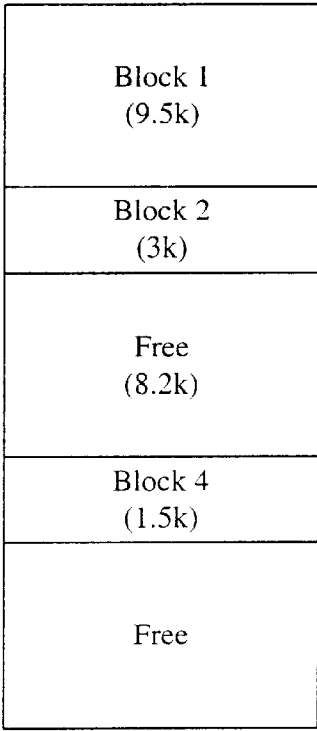 Block 1
(9.5k)
Block 2
(3k)
Free
(8.2k)
Block 4
(1.5k)
Free